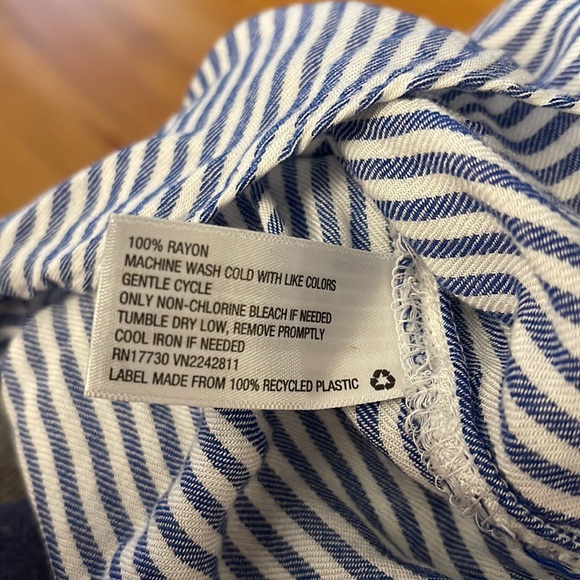 100% RAYON
MACHINE WASH COLD WITH LIKE COLORS
GENTLE CYCLE
ONLY NON-CHLORINE BLEACH IF NEEDED
TUMBLE DRY LOW, REMOVE PROMPTLY
COOL IRON IF NEEDED
RN17730 VN2242811
LABEL MADE FROM 100% RECYCLED PLASTIC